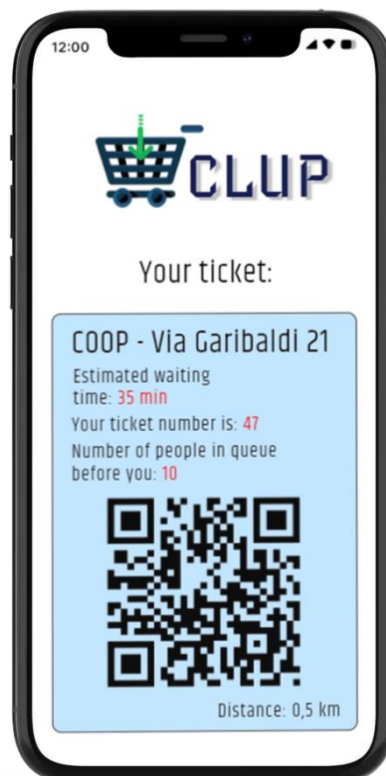 12:00
CLUP
Your ticket:
COOP - Via Garibaldi 21
Estimated waiting
time: 35 min
Your ticket number is: 47
Number of people in queue
before you: 10
Distance: 0,5 km